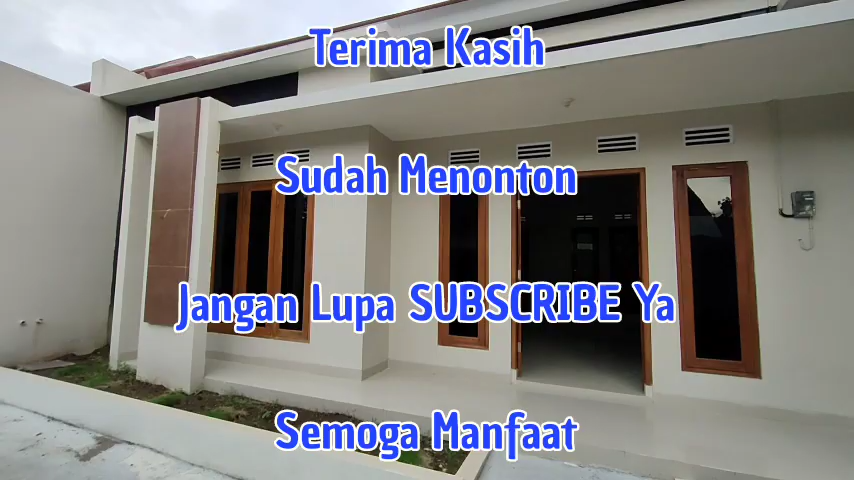 Terima Kasih
Sudah Menonton
Jangan Lupa SUBSCRIBE Ya
Semoga Manfaat